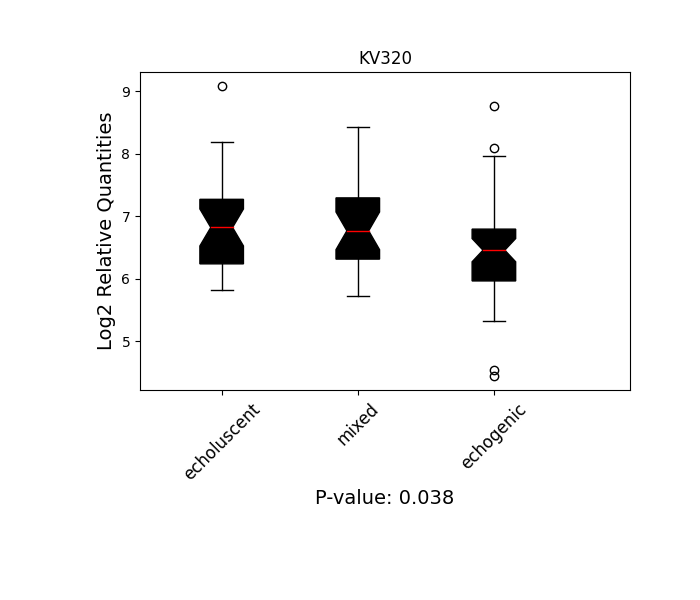 KV320
Log2 Relative Quantities
9
8
7
6
5
echoluscent
mixed
echogenic
P-value: 0.038